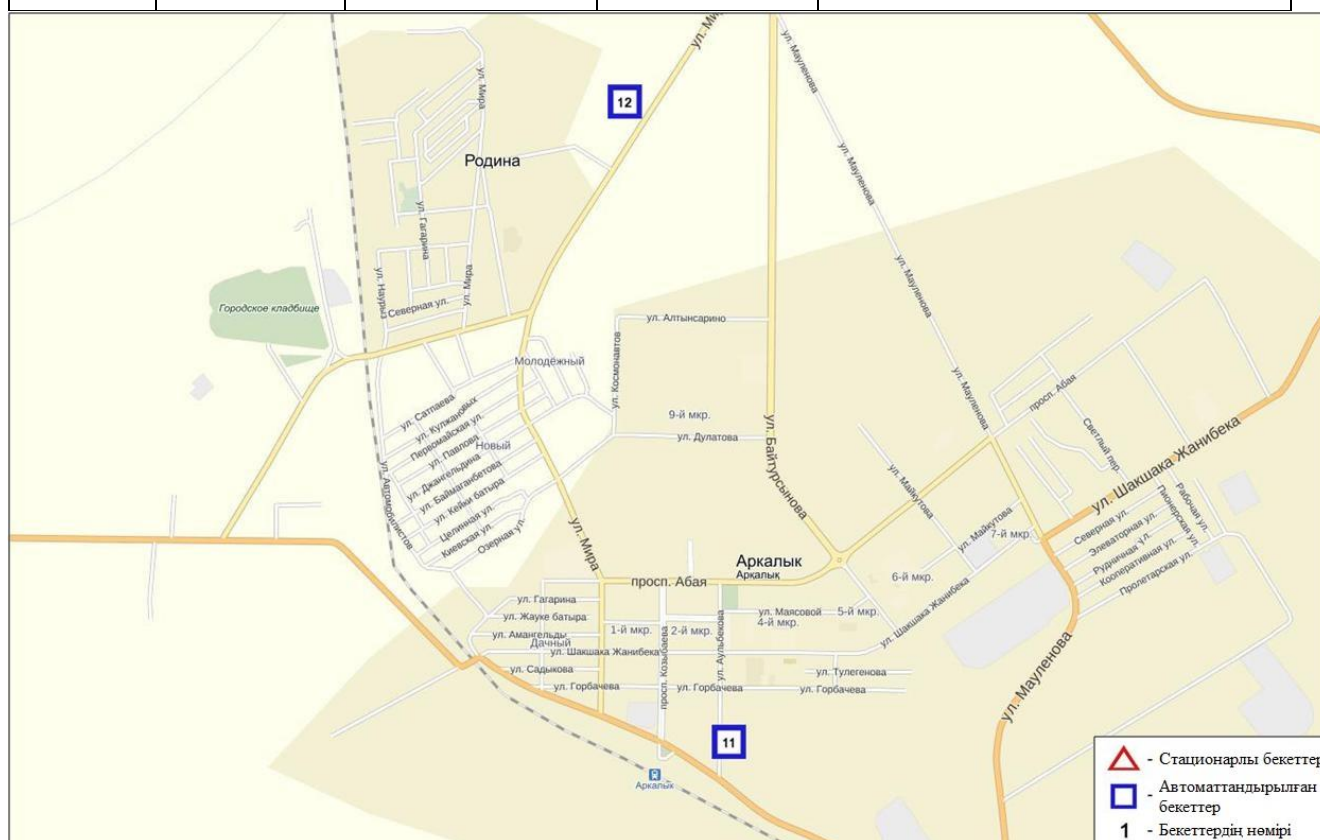 ул. Мира
ул. Мауленова
ул. Мира
12
Родина
ул. Мауленова
ул. Гагарина
ул. Мауленова
ул. Наурыз
ул. Мира
Северная ул.
Городское кладбище
ул. Алтынсарино
Молодёжный
ул. Космонавтов
ул. Мауленова
просп. Абая
ул. Сатпаева
ул. Кулжановых
Первомайская ул.
9-й мкр.
ул. Дулатова
ул. Байтурсынова
Светлый пер.
ул. Шакшака Жанибека
ул. Павлова
Новый
ул. Джангельдина
ул. Баймаганбетова
ул. Кейки батыра
ул. Автомобилистов
Целинная ул.
Киевская ул.
Озерная ул.
ул. Мира
ул. Майкутова
ул. Майкутова
7-й мкр.
Рабочая ул.
Пионерская ул.
Северная ул.
Элеваторная ул.
Рудничная ул.
Кооперативная ул.
Пролетарская ул.
Аркалык
Аркалык
просп. Абая
6-й мкр.
ул. Гагарина
ул. Жауке батыра
ул. Маясовой
5-й мкр.
4-й мкр.
1-й мкр.
2-й мкр.
ул. Амангельды
Дачный
ул. Шакшака Жанибека
ул. Шакшака Жанибека
просп. Козыбаева
ул. Аульбекова
ул. Садыкова
ул. Тулегенова
ул. Горбачева
ул. Горбачева
ул. Горбачева
ул. Мауленова
11
Аркалык
- Стационарлы бекеттер
- Автоматтандырылған
бекеттер
1 - Бекеттердің нөмірі